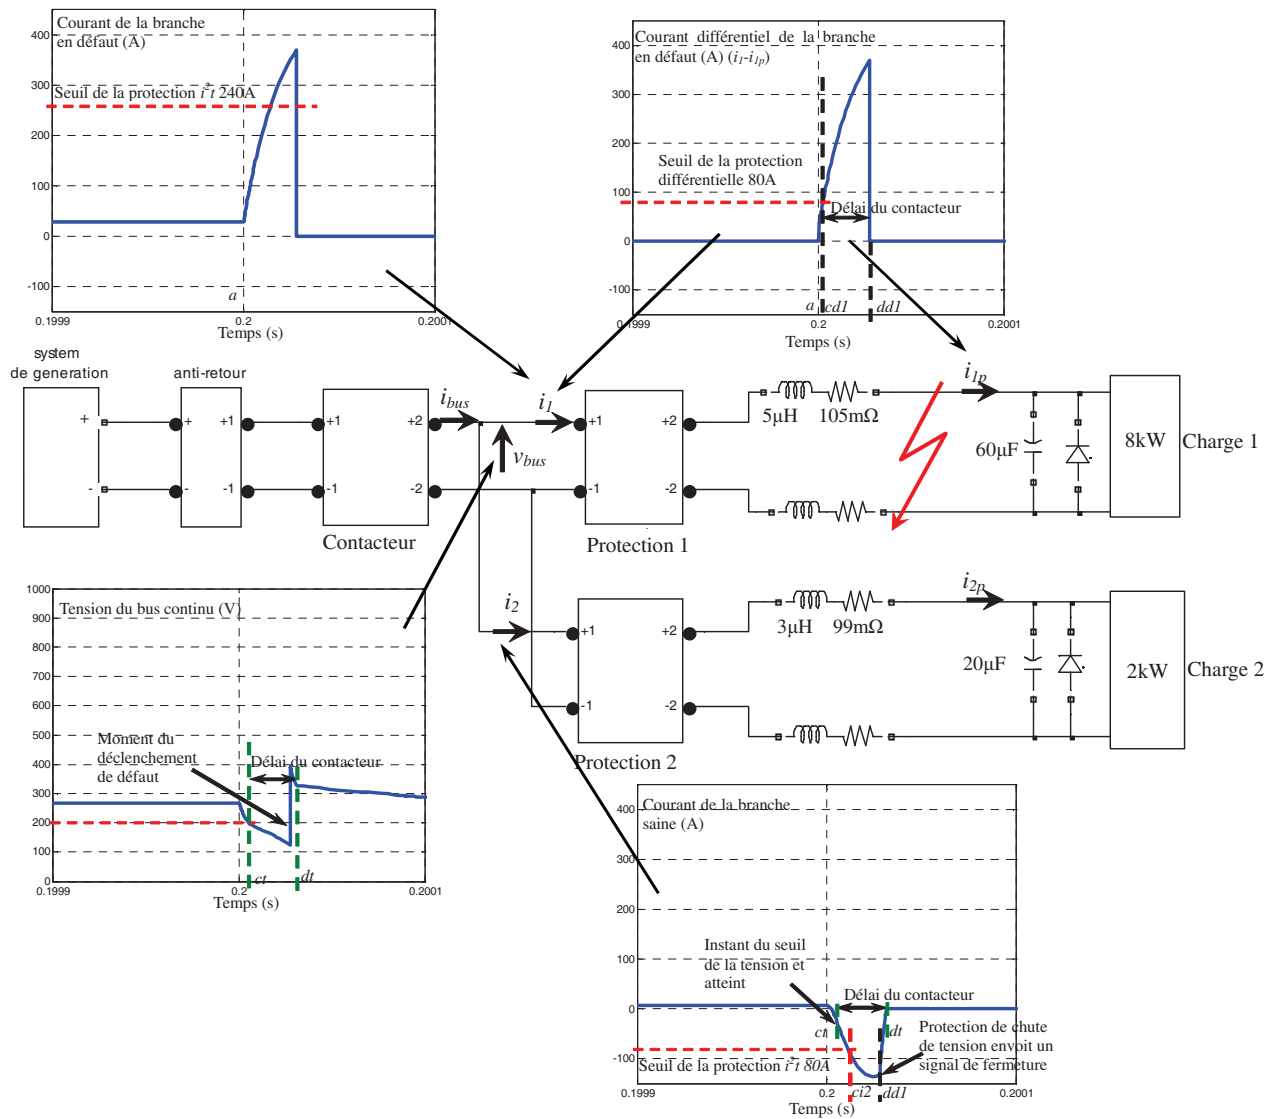 Courant de la branche
en défaut (A)
400
300
Seuil de la protection i²t 240A
200
100
0
-100
a
0.1999
0.2
0.2001
Temps (s)
Courant différentiel de la branche
en défaut (A) (i1-i1p)
400
300
200
Seuil de la protection
différentielle 80A
100
Délai du contacteur
0
-100
a
cd1
dd1
0.1999
0.2
0.2001
Temps (s)
system
de generation
anti-retour
+
-
+
-
+1
-1
+1
-1
+2
-2
Contacteur
ibus
i1
vbus
+1
-1
+2
-2
Protection 1
5µH
105mΩ
i1p
60µF
8kW
Charge 1
i2
+1
-1
+2
-2
Protection 2
3µH
99mΩ
i2p
20µF
2kW
Charge 2
1000
Tension du bus continu (V)
900
800
700
600
500
Moment du
déclenchement
de défaut
Délai du contacteur
400
300
200
100
0
ct
dt
0.1999
0.2
0.2001
Temps (s)
Courant de la branche
saine (A)
400
300
200
100
Instant du seuil
de la tension et
atteint
Délai du contacteur
0
ct
dt
Protection de chute
de tension envoit un
signal de fermeture
-100
Seuil de la protection i²t 80A
ci2
dd1
0.1999
0.2
0.2001
Temps (s)